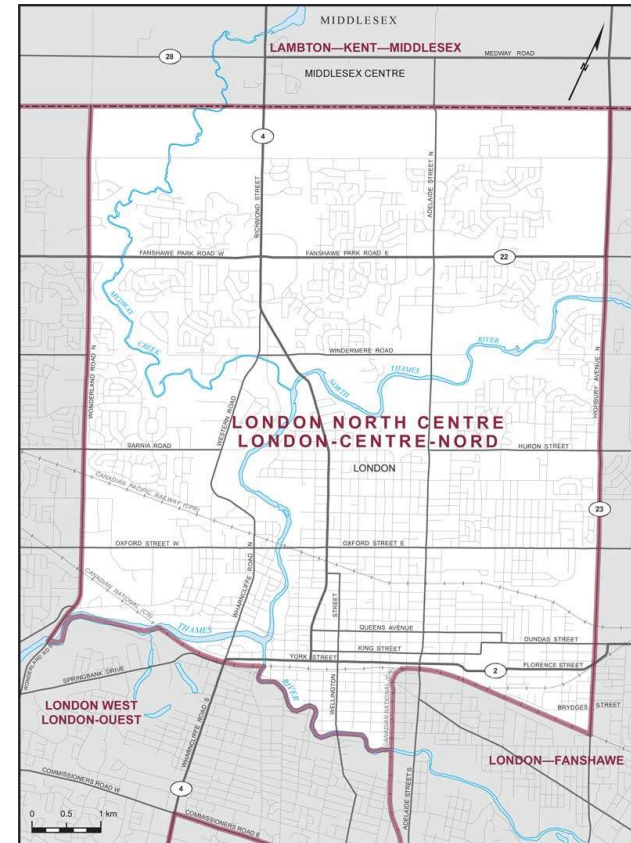 MIDDLESEX
LAMBTON—KENT—MIDDLESEX
28
MEDWAY ROAD
MIDDLESEX CENTRE
N
4
RICHMOND STREET
ADELAIDE STREET N
FANSHAWE PARK ROAD W
FANSHAWE PARK ROAD E
22
MEDWAY
CREEK
WONDERLAND ROAD N
WINDERMERE ROAD
NORTH
THAMES
RIVER
HIGHBURY AVENUE N
WESTERN ROAD
LONDON NORTH CENTRE
LONDON-CENTRE-NORD
SARNIA ROAD
HURON STREET
LONDON
CANADIAN PACIFIC RAILWAY (CPR)
23
OXFORD STREET W
OXFORD STREET E
CANADIAN NATIONAL (CN)
WHARNCLIFFE ROAD N
STREET
THAMES
QUEENS AVENUE
DUNDAS STREET
KING STREET
YORK STREET
FLORENCE STREET
2
SPRINGBANK DRIVE
RIVER
WELLINGTON
BRYDGES STREET
LONDON WEST
LONDON-OUEST
WHARNCLIFFE ROAD S
LONDON—FANSHAWE
ADELAIDE STREET S
COMMISSIONERS ROAD W
4
0 0.5 1 km
COMMISSIONERS ROAD E